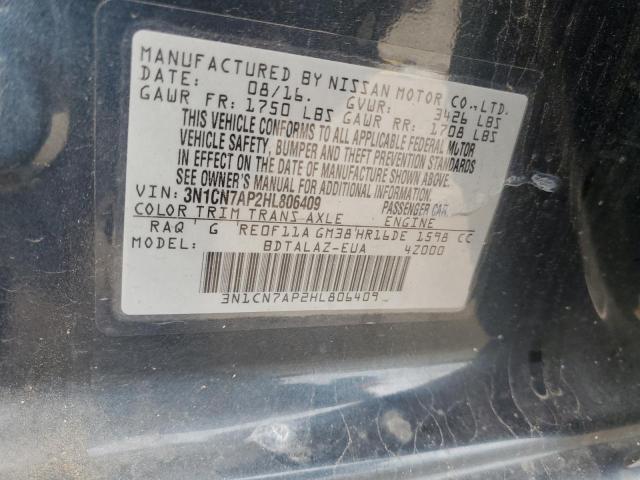 MANUFACTURED BY NISSAN MOTOR CO.,LTD.
DATE: 08/16. GVWR: 3426 LBS
GAWR FR: 1750 LBS GAWR RR: 1708 LBS
THIS VEHICLE CONFORMS TO ALL APPLICABLE FEDERAL MOTOR
VEHICLE SAFETY, BUMPER AND THEFT PREVENTION STANDARDS
IN EFFECT ON THE DATE OF MANUFACTURE SHOWN ABOVE.
SEE OWNER'S MANUAL FOR ADDITIONAL INFORMATION.
VIN: 3N1CN7AP2HL806409 PASSENGER CAR
COLOR TRIM TRANS AXLE ENGINE
RAQ G RE0F11A GM38 HR16DE 1598 CC
MODEL: BDTALAZ-EUA 4Z000
3N1CN7AP2HL806409